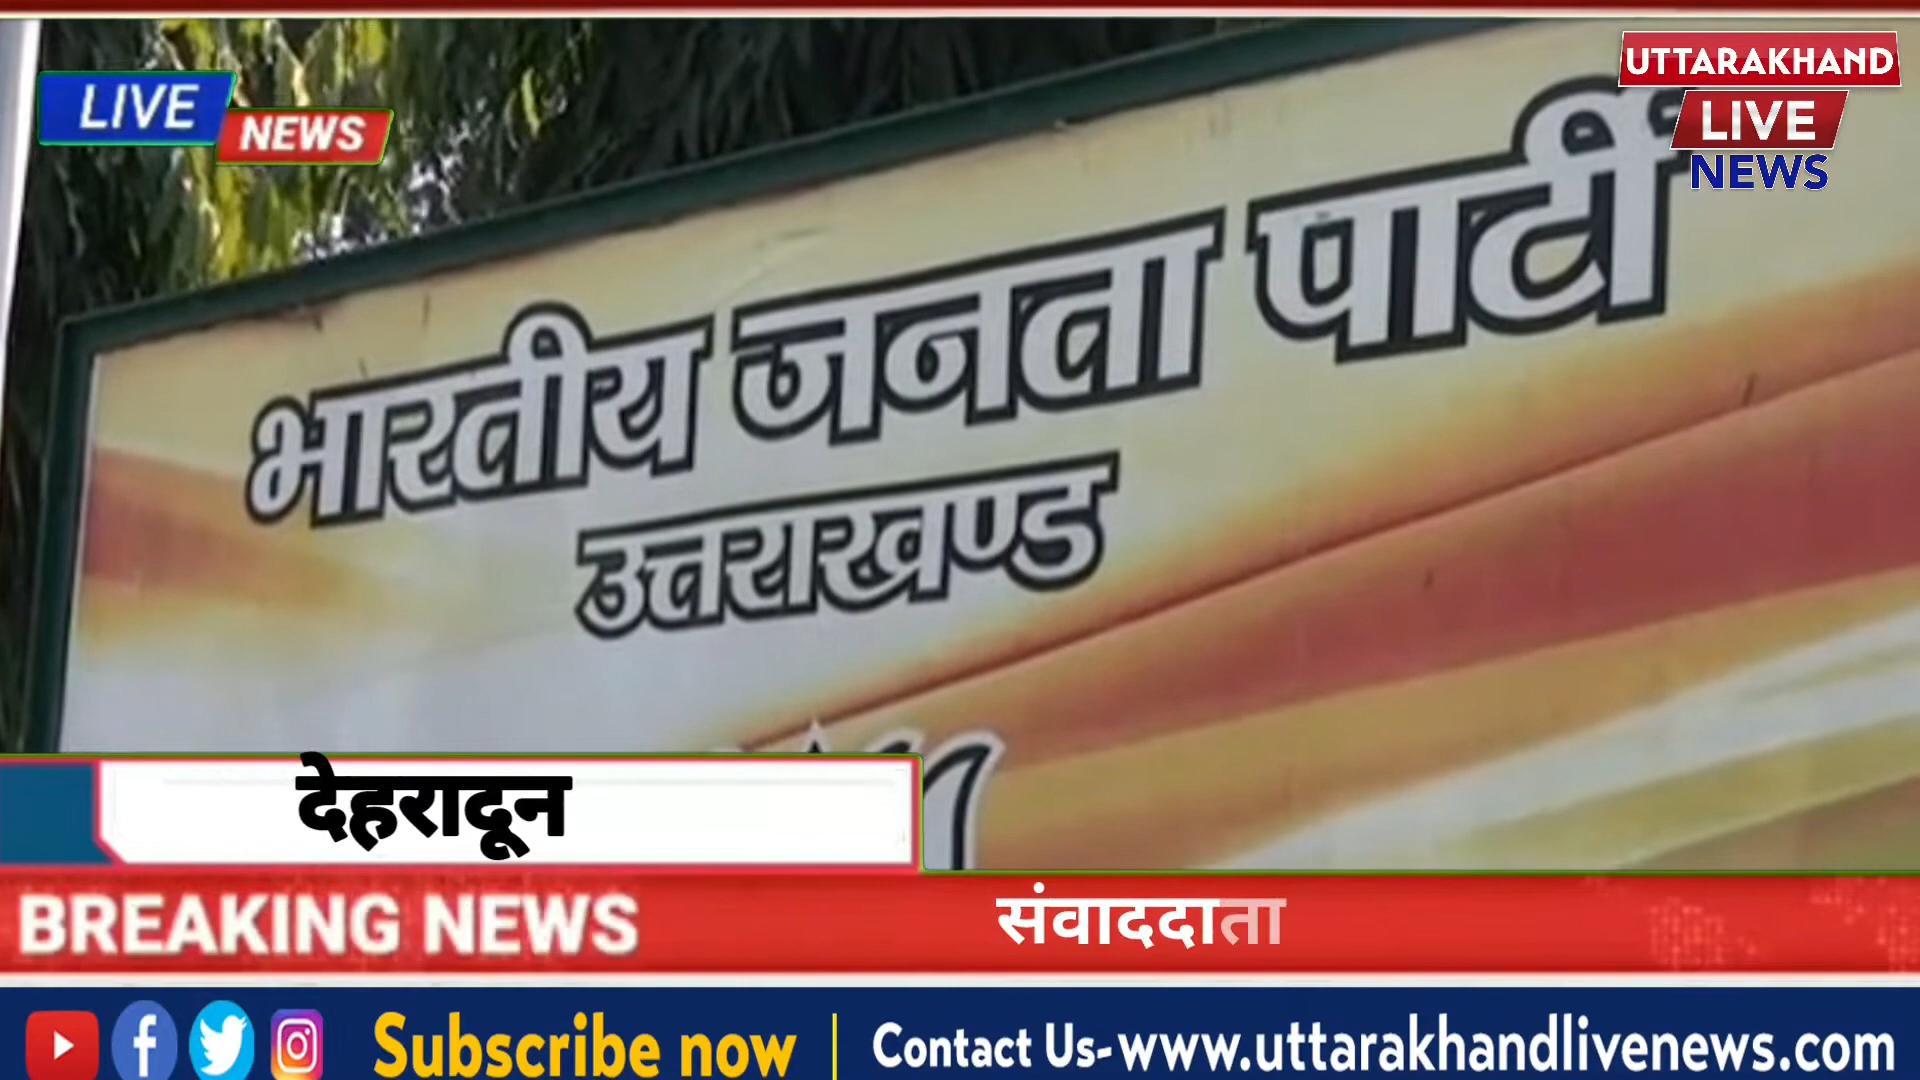 LIVE
NEWS
UTTARAKHAND
LIVE
NEWS
भारतीय जनता पार्टी
उत्तराखण्ड
देहरादून
BREAKING NEWS
संवाददाता
Subscribe now
Contact Us-www.uttarakhandlivenews.com